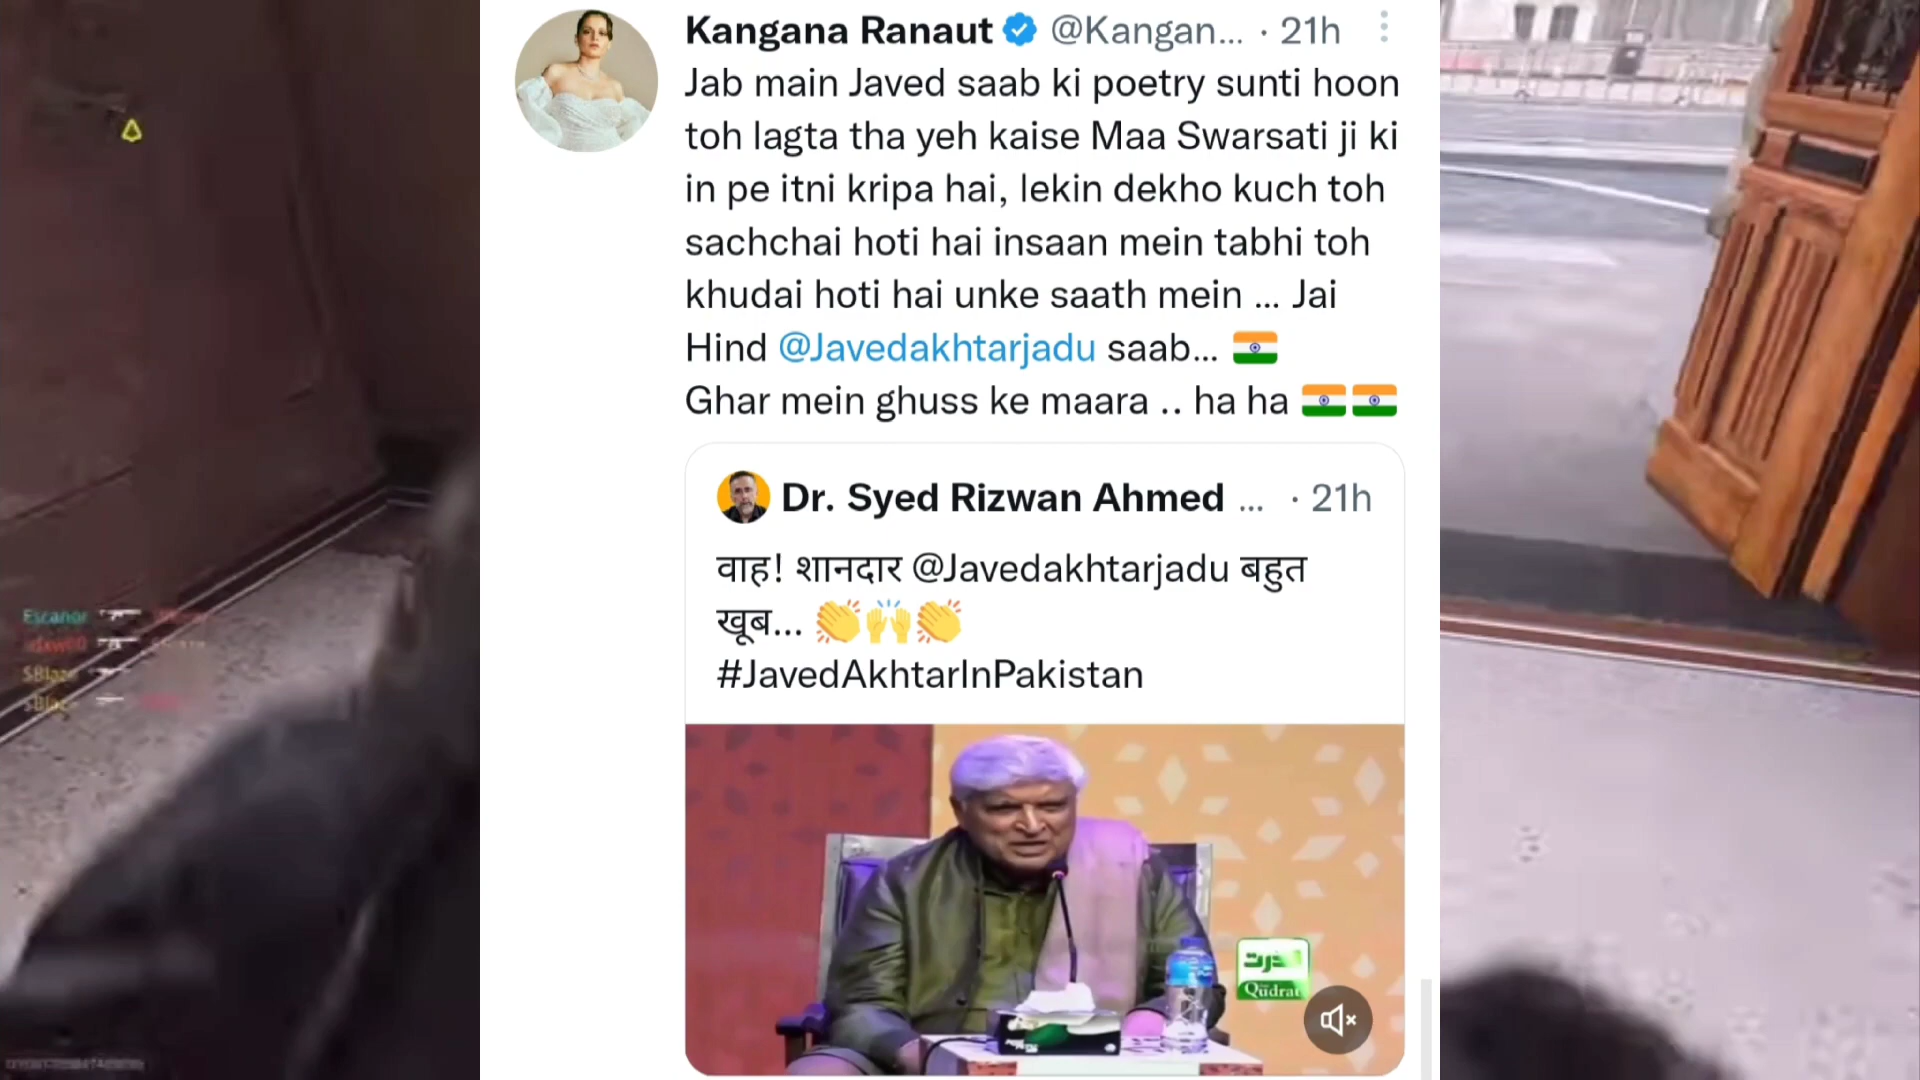 Kangana Ranaut @Kangan... · 21h
Jab main Javed saab ki poetry sunti hoon
toh lagta tha yeh kaise Maa Swarsati ji ki
in pe itni kripa hai, lekin dekho kuch toh
sachchai hoti hai insaan mein tabhi toh
khudai hoti hai unke saath mein ... Jai
Hind @Javedakhtarjadu saab... 🇮🇳
Ghar mein ghuss ke maara .. ha ha 🇮🇳🇮🇳
Dr. Syed Rizwan Ahmed ... · 21h
वाह! शानदार @Javedakhtarjadu बहुत
खूब... 👏🙌👏
#JavedAkhtarInPakistan
Qudrat
Escanor